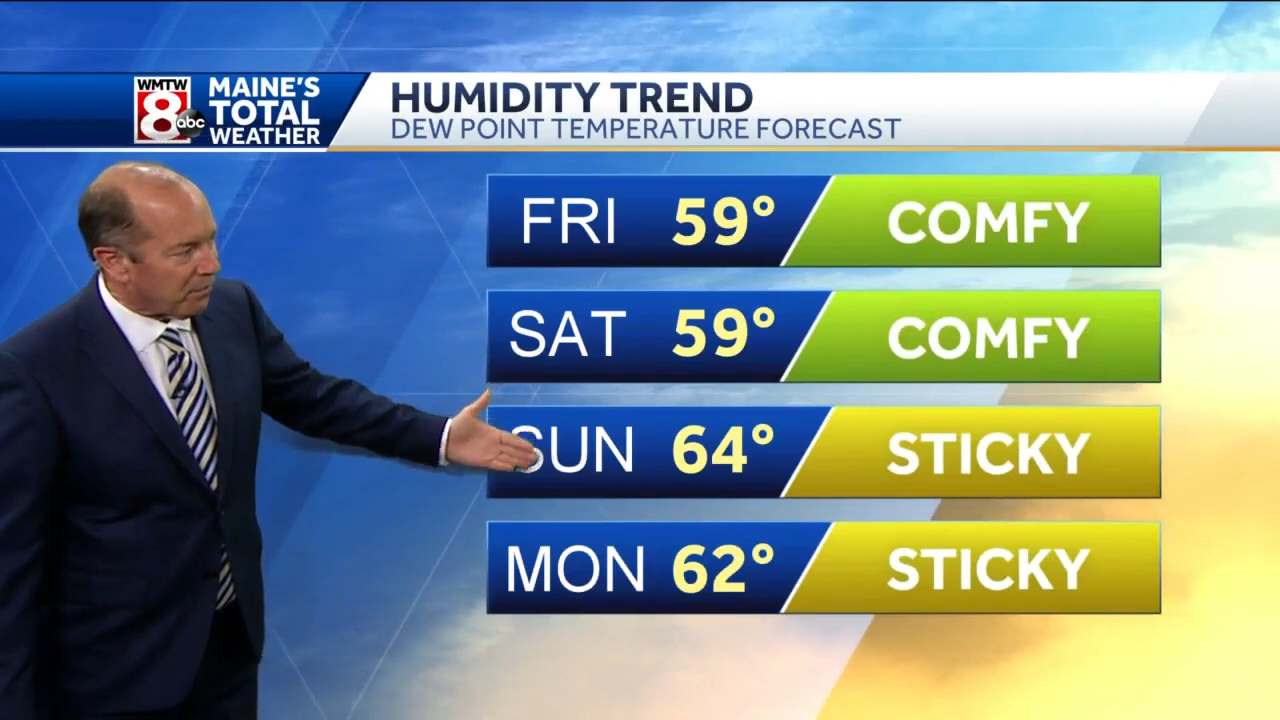 WMTW
8
abc
MAINE'S
TOTAL
WEATHER
HUMIDITY TREND
DEW POINT TEMPERATURE FORECAST
FRI 59° COMFY
SAT 59° COMFY
SUN 64° STICKY
MON 62° STICKY